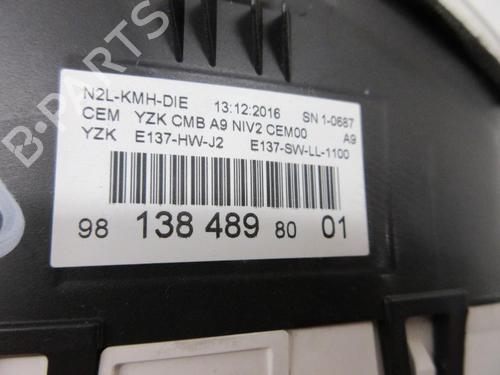 N2L-KMH-DIE 13:12:2016 SN 1-0687
CEM YZK CMB A9 NIV2 CEM00 A9
YZK E137-HW-J2 E137-SW-LL-1100
98 138 489 80 01
B-PARTS